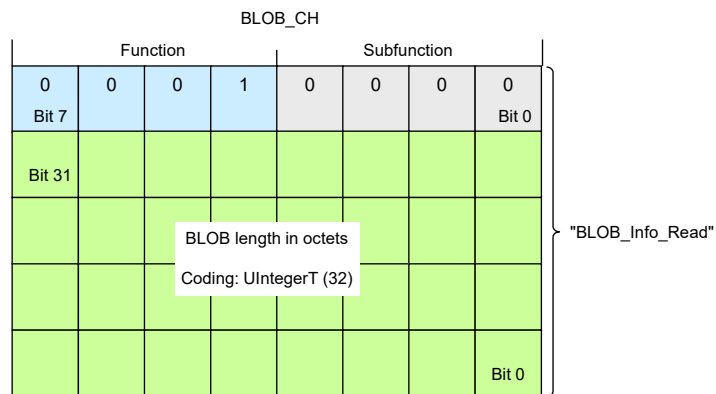 BLOB_CH
Function Subfunction
0 0 0 1 0 0 0 0
Bit 7 Bit 0
Bit 31
BLOB length in octets
"BLOB_Info_Read"
Coding: UIntegerT (32)
Bit 0